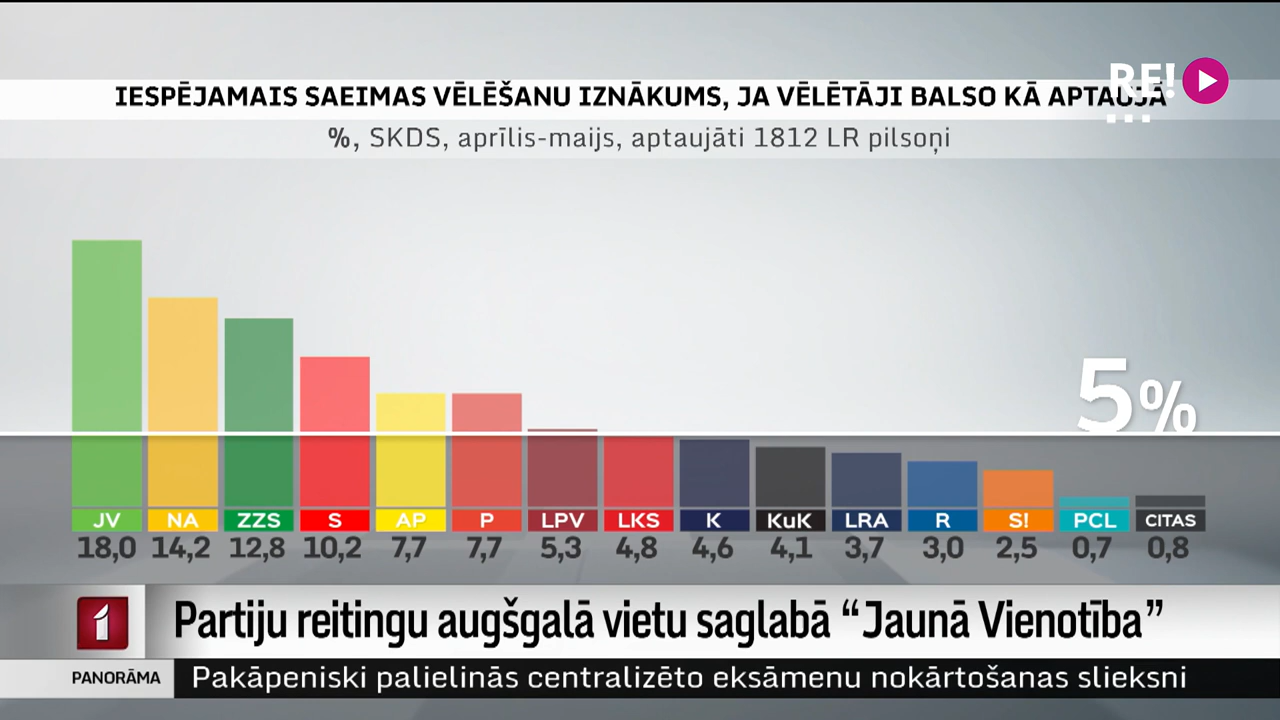 RE!
IESPĒJAMAIS SAEIMAS VĒLĒŠANU IZNĀKUMS, JA VĒLĒTĀJI BALSO KĀ APTAUJĀ
%, SKDS, aprīlis-maijs, aptaujāti 1812 LR pilsoņi
5%
JV NA ZZS S AP P LPV LKS K KuK LRA R S! PCL CITAS
18,0 14,2 12,8 10,2 7,7 7,7 5,3 4,8 4,6 4,1 3,7 3,0 2,5 0,7 0,8
1 Partiju reitingu augšgalā vietu saglabā “Jaunā Vienotība”
PANORĀMA Pakāpeniski palielinās centralizēto eksāmenu nokārtošanas slieksni